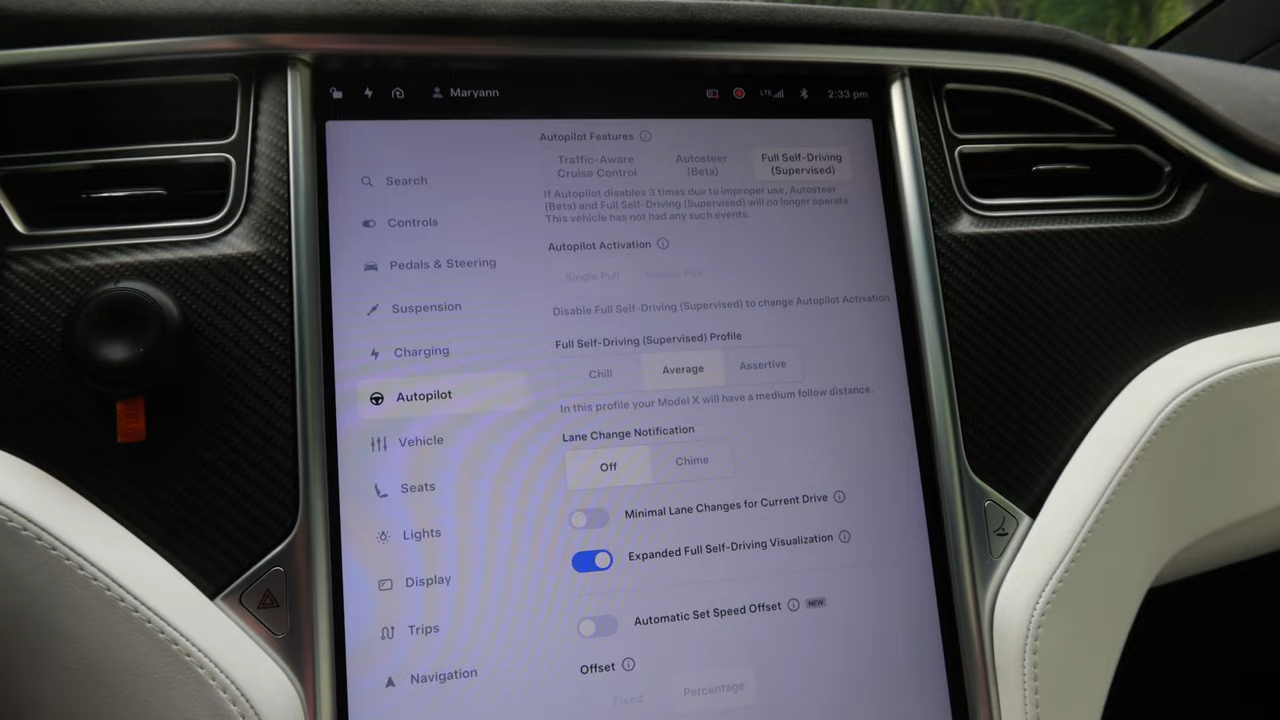 Maryann
LTE
2:33 pm
Search
Controls
Pedals & Steering
Suspension
Charging
Autopilot
Vehicle
Seats
Lights
Display
Trips
Navigation
Autopilot Features
Traffic-Aware
Cruise Control
Autosteer
(Beta)
Full Self-Driving
(Supervised)
If Autopilot disables 3 times due to improper use, Autosteer
(Beta) and Full Self-Driving (Supervised) will no longer operate
This vehicle has not had any such events.
Autopilot Activation
Single Pull
Disable Full Self-Driving (Supervised) to change Autopilot Activation
Full Self-Driving (Supervised) Profile
Chill
Average
Assertive
In this profile your Model X will have a medium follow distance.
Lane Change Notification
Off
Chime
Minimal Lane Changes for Current Drive
Expanded Full Self-Driving Visualization
Automatic Set Speed Offset NEW
Offset
Fixed
Percentage